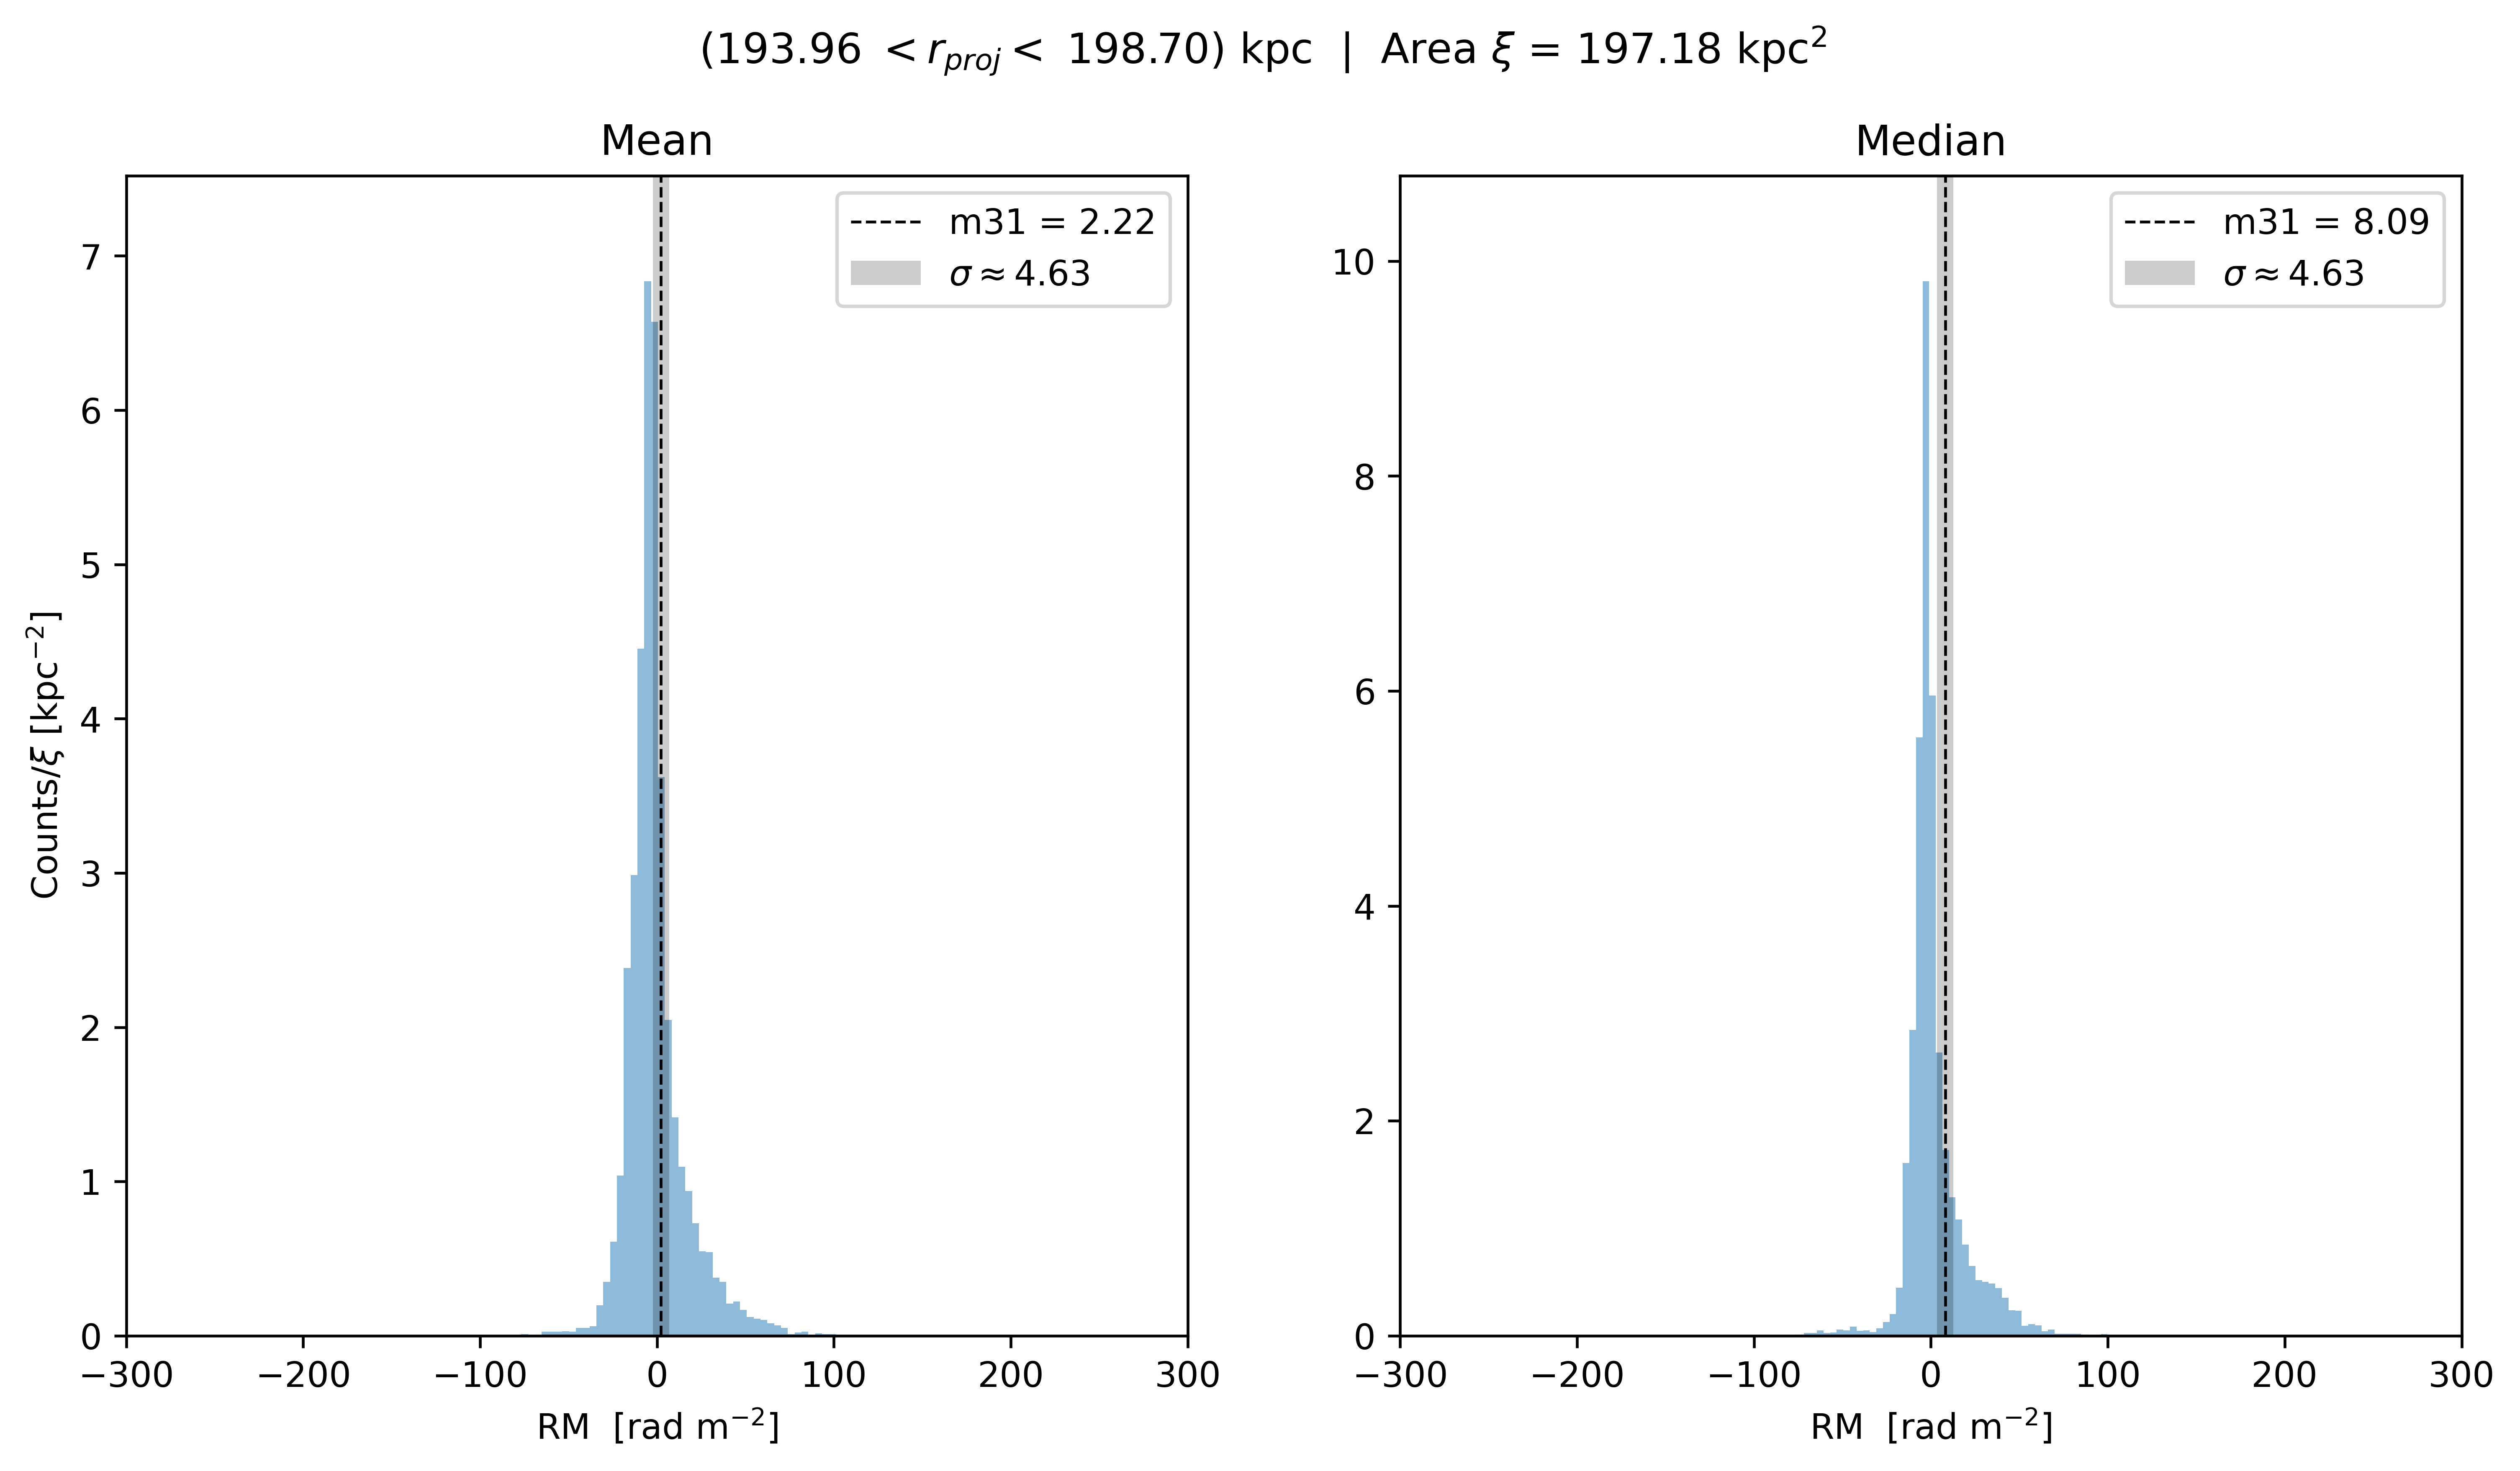 (193.96 < r_proj < 198.70) kpc | Area ξ = 197.18 kpc²
Mean
m31 = 2.22
σ ≈ 4.63
7
6
5
4
3
2
1
0
Counts/ξ [kpc⁻²]
−300 −200 −100 0 100 200 300
RM [rad m⁻²]
Median
m31 = 8.09
σ ≈ 4.63
10
8
6
4
2
0
−300 −200 −100 0 100 200 300
RM [rad m⁻²]